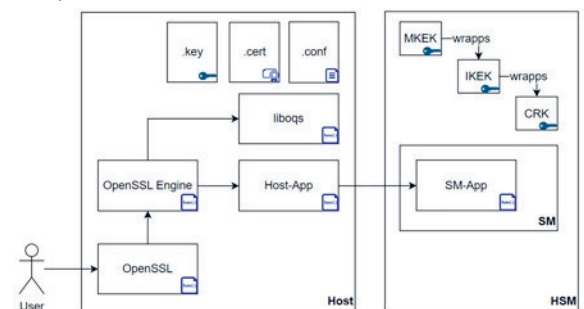 .key
.cert
.conf
MKEK
wrapps
IKEK
wrapps
CRK
liboqs
OpenSSL Engine
Host-App
SM-App
SM
OpenSSL
User
Host
HSM